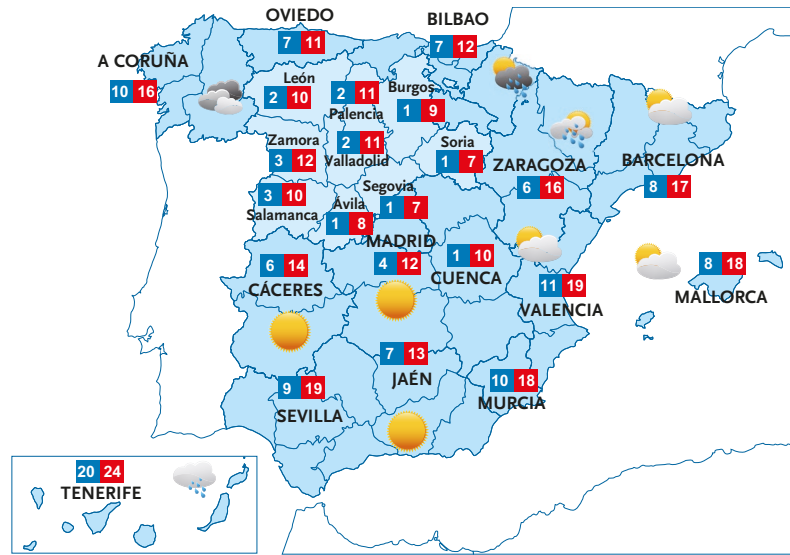 OVIEDO
7 11
BILBAO
7 12
A CORUÑA
10 16
León
2 10
2 11
Palencia
Burgos
1 9
Zamora
3 12
2 11
Valladolid
Soria
1 7
ZARAGOZA
6 16
BARCELONA
8 17
3 10
Salamanca
Ávila
1 8
Segovia
1 7
MADRID
4 12
1 10
CUENCA
6 14
CÁCERES
11 19
VALENCIA
8 18
MALLORCA
7 13
JAÉN
9 19
SEVILLA
10 18
MURCIA
20 24
TENERIFE